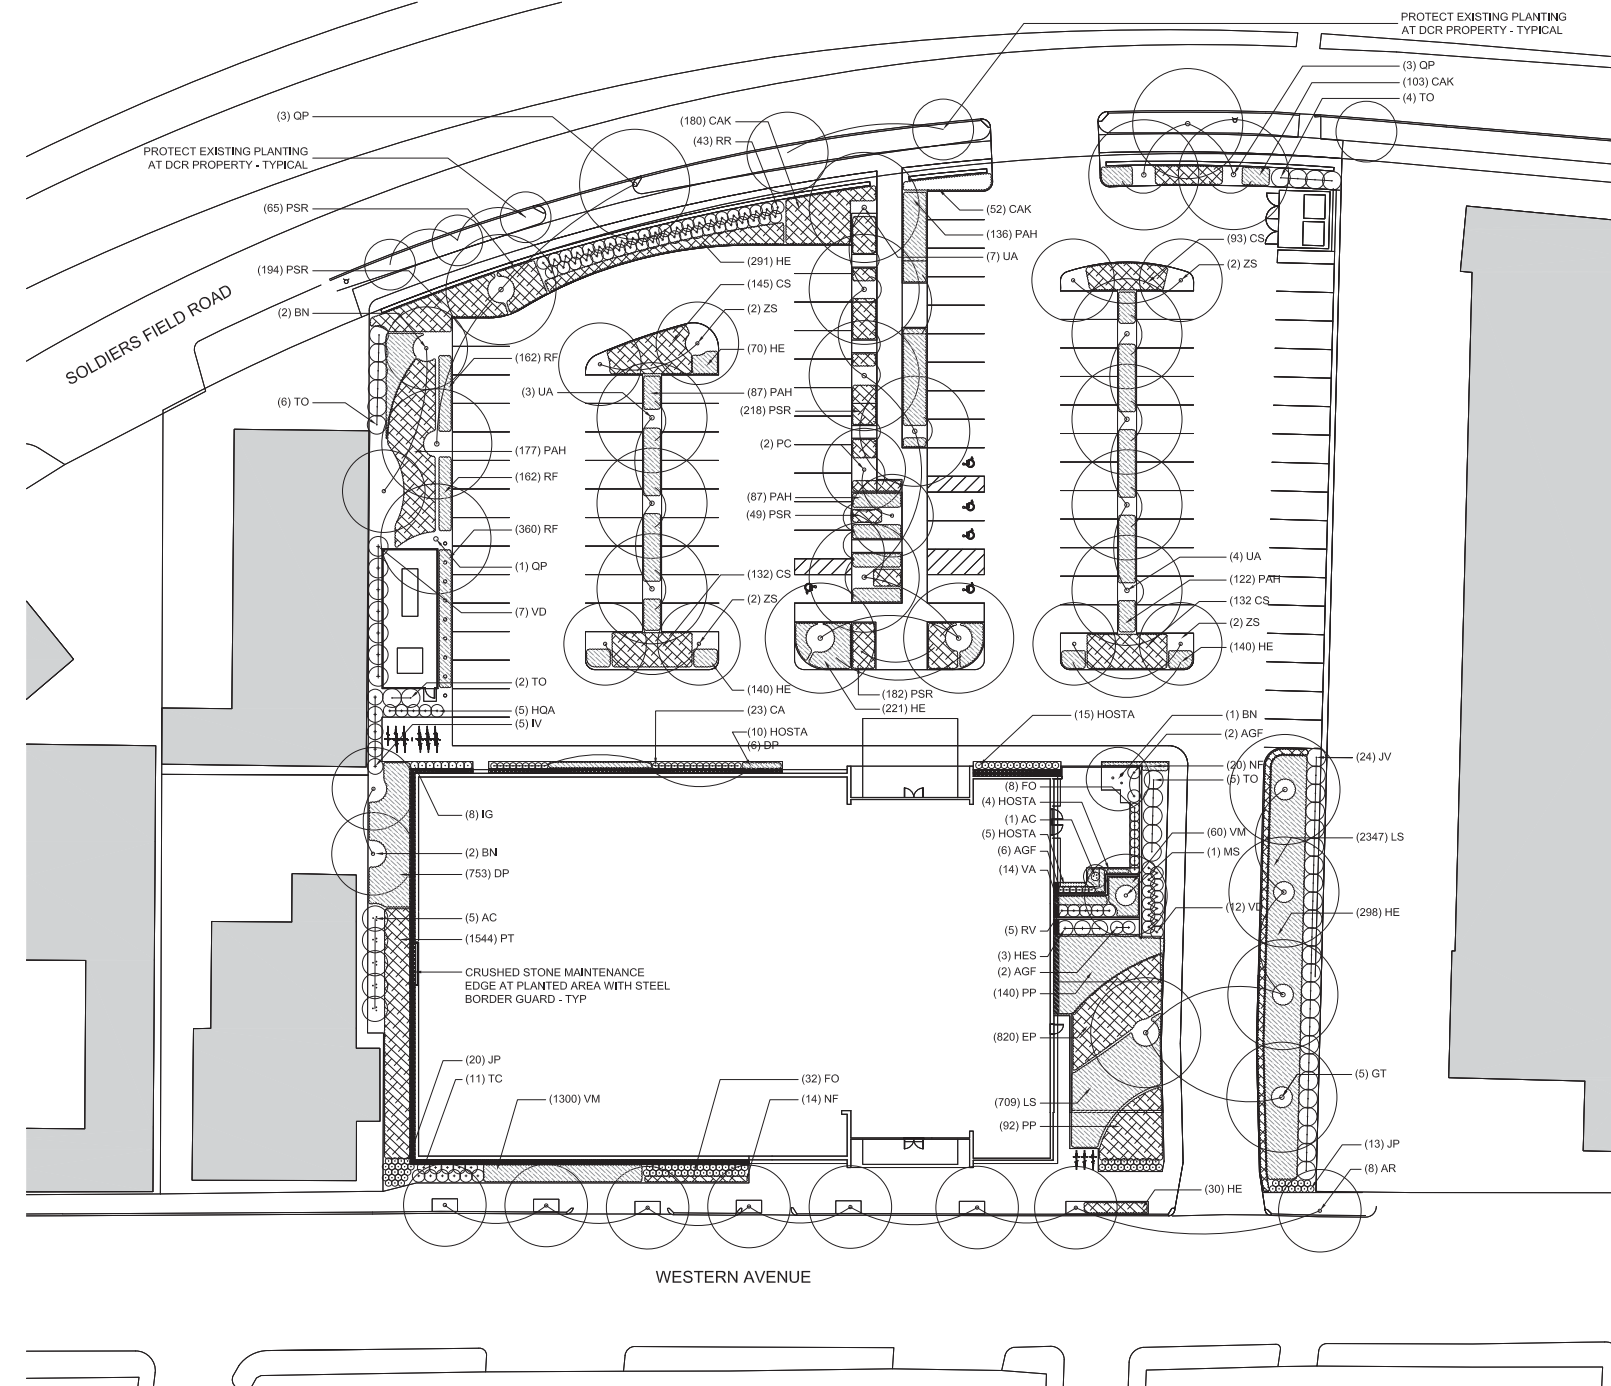 PROTECT EXISTING PLANTING
AT DCR PROPERTY - TYPICAL
(3) QP
(103) CAK
(4) TO
(3) QP
(180) CAK
(43) RR
PROTECT EXISTING PLANTING
AT DCR PROPERTY - TYPICAL
(65) PSR
(52) CAK
(136) PAH
(7) UA
(93) CS
(2) ZS
(194) PSR
(291) HE
(145) CS
(2) BN
(2) ZS
SOLDIERS FIELD ROAD
(162) RF
(70) HE
(3) UA
(87) PAH
(6) TO
(218) PSR
(177) PAH
(2) PC
(162) RF
(87) PAH
(49) PSR
(360) RF
(1) QP
(4) UA
(132) CS
(122) PAH
(7) VD
(2) ZS
(132 CS
(2) ZS
(140) HE
(2) TO
(140) HE
(182) PSR
(5) HQA
(23) CA
(221) HE
(5) IV
(10) HOSTA
(6) DP
(15) HOSTA
(1) BN
(2) AGF
(20) NF
(24) JV
(5) TO
(8) FO
(4) HOSTA
(8) IG
(1) AC
(5) HOSTA
(60) VM
(2347) LS
(2) BN
(6) AGF
(1) MS
(753) DP
(14) VA
(12) VD
(298) HE
(5) AC
(5) RV
(1544) PT
(3) HES
(2) AGF
CRUSHED STONE MAINTENANCE
EDGE AT PLANTED AREA WITH STEEL
BORDER GUARD - TYP
(140) PP
(820) EP
(20) JP
(11) TC
(32) FO
(5) GT
(1300) VM
(14) NF
(709) LS
(92) PP
(13) JP
(8) AR
(30) HE
WESTERN AVENUE